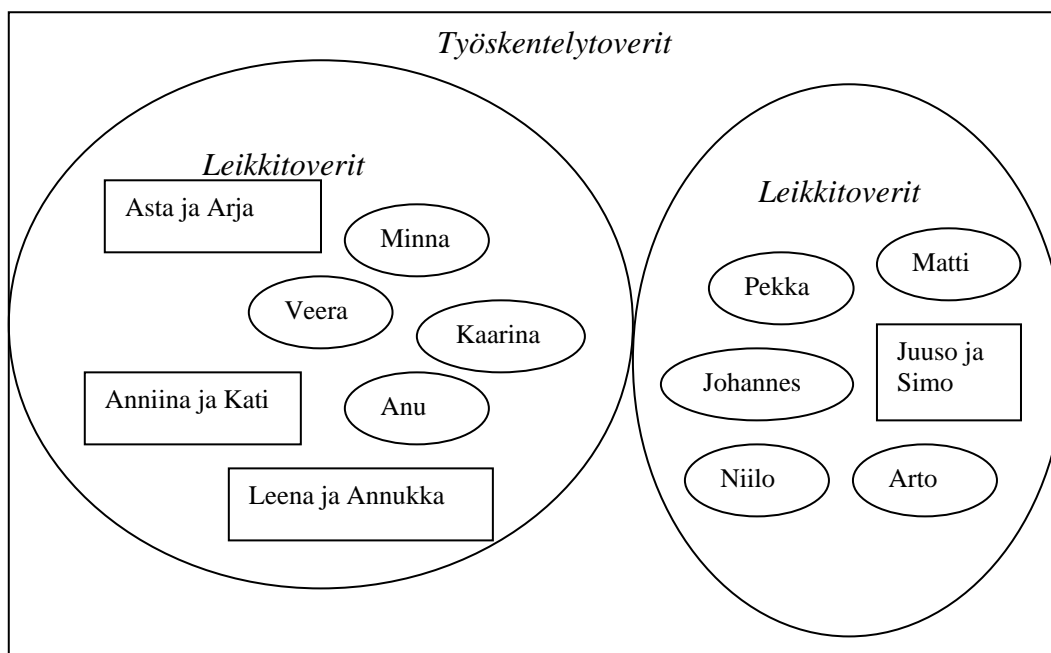 Työskentelytoverit
Leikkitoverit
Asta ja Arja
Minna
Veera
Kaarina
Anniina ja Kati
Anu
Leena ja Annukka
Leikkitoverit
Matti
Pekka
Juuso ja
Simo
Johannes
Niilo
Arto